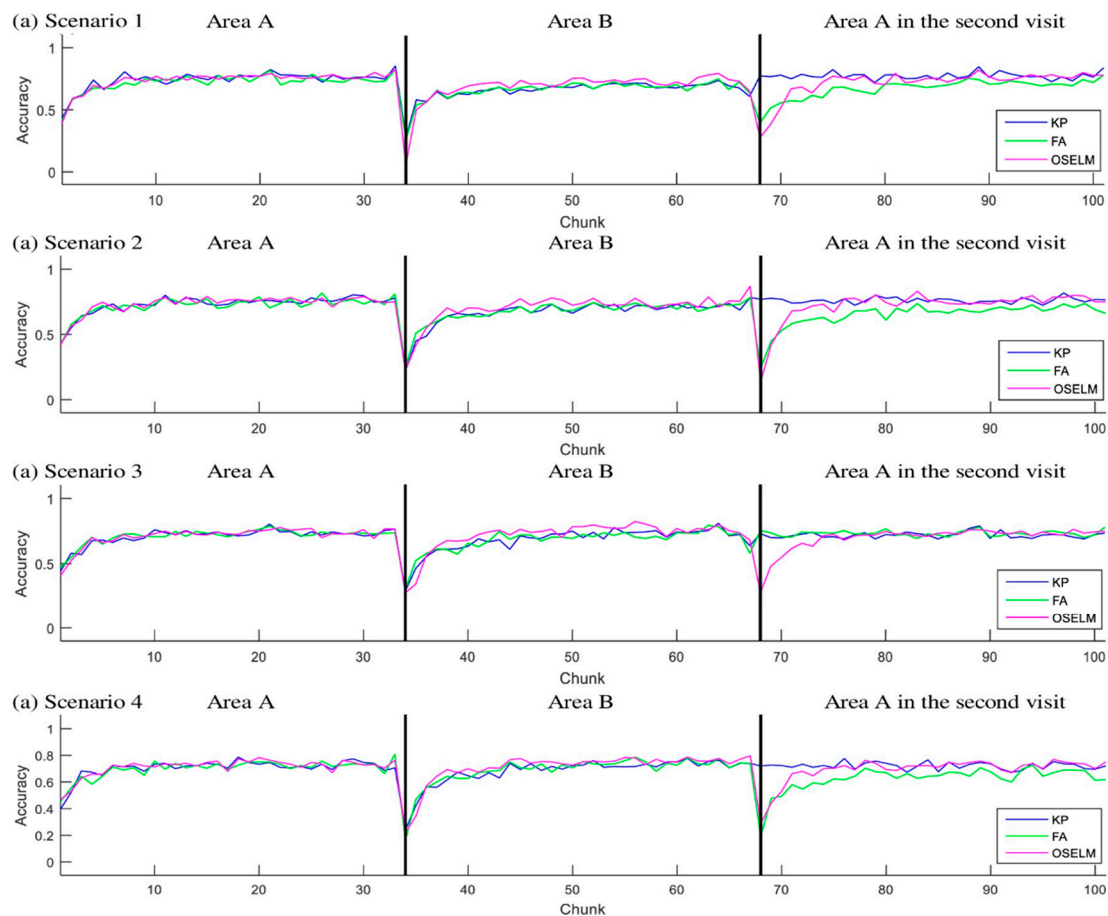 (a) Scenario 1 Area A Area B Area A in the second visit
1
0.5
0
Accuracy
KP
FA
OSELM
10 20 30 40 50 60 70 80 90 100
Chunk
(a) Scenario 2 Area A Area B Area A in the second visit
1
0.5
0
Accuracy
KP
FA
OSELM
10 20 30 40 50 60 70 80 90 100
Chunk
(a) Scenario 3 Area A Area B Area A in the second visit
1
0.5
0
Accuracy
KP
FA
OSELM
10 20 30 40 50 60 70 80 90 100
Chunk
(a) Scenario 4 Area A Area B Area A in the second visit
1
0.8
0.6
0.4
0.2
0
Accuracy
KP
FA
OSELM
10 20 30 40 50 60 70 80 90 100
Chunk